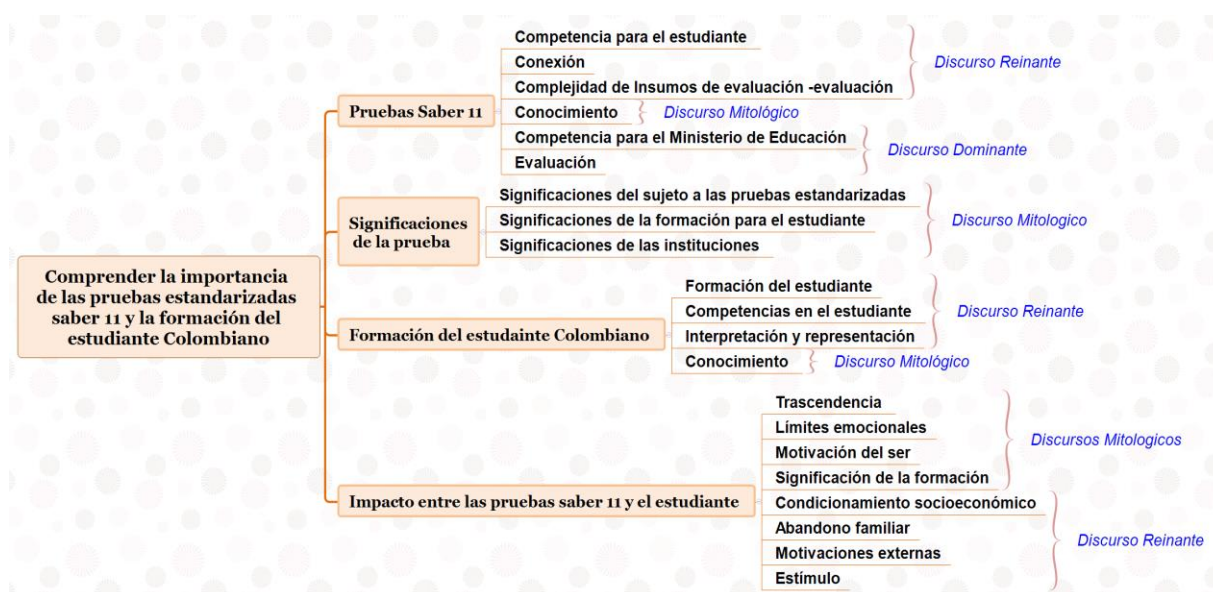 Comprender la importancia
de las pruebas estandarizadas
saber 11 y la formación del
estudiante Colombiano
Pruebas Saber 11
Competencia para el estudiante
Conexión
Complejidad de Insumos de evaluación -evaluación
Discurso Reinante
Conocimiento
Discurso Mitológico
Competencia para el Ministerio de Educación
Evaluación
Discurso Dominante
Significaciones
de la prueba
Significaciones del sujeto a las pruebas estandarizadas
Significaciones de la formación para el estudiante
Significaciones de las instituciones
Discurso Mitologico
Formación del estudainte Colombiano
Formación del estudiante
Competencias en el estudiante
Interpretación y representación
Discurso Reinante
Conocimiento
Discurso Mitológico
Impacto entre las pruebas saber 11 y el estudiante
Trascendencia
Límites emocionales
Motivación del ser
Significación de la formación
Discursos Mitologicos
Condicionamiento socioeconómico
Abandono familiar
Motivaciones externas
Estímulo
Discurso Reinante